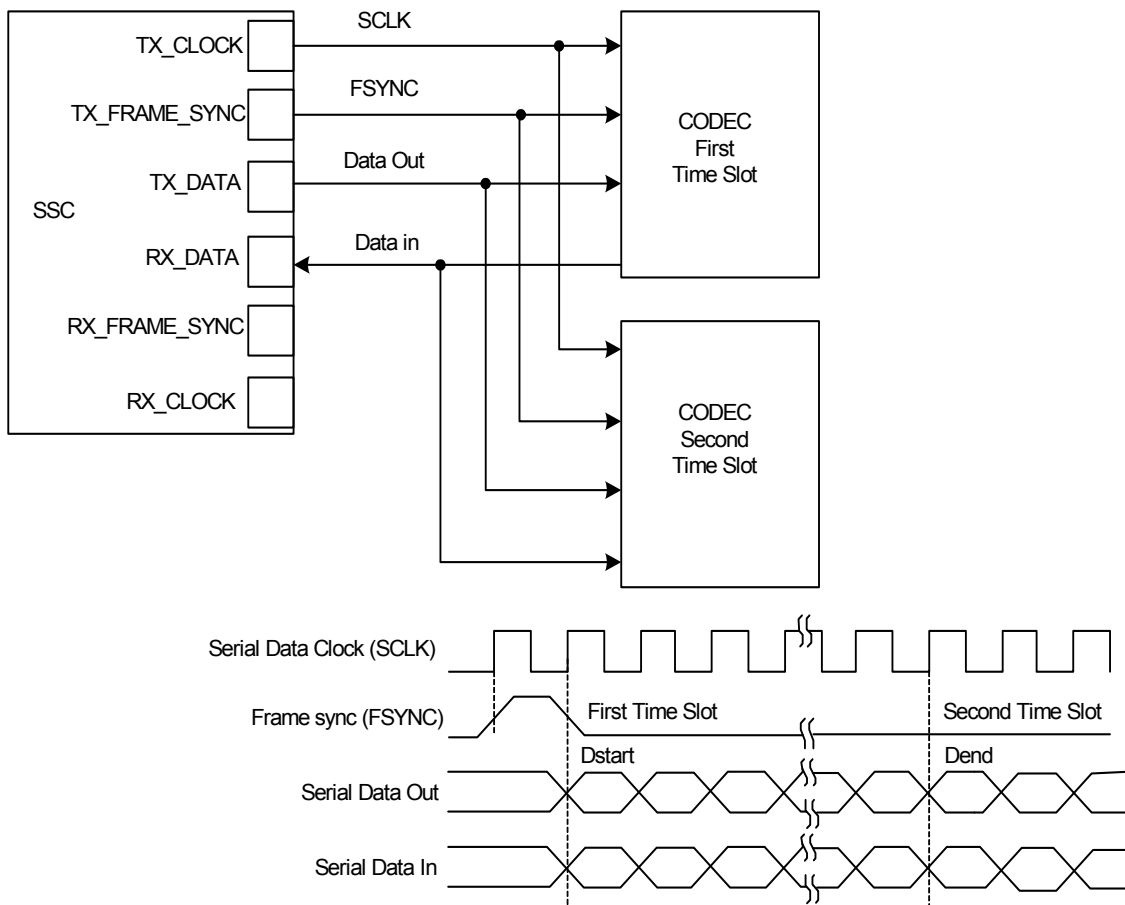 SCLK
TX_CLOCK
FSYNC
TX_FRAME_SYNC
CODEC
First
Time Slot
Data Out
TX_DATA
SSC
Data in
RX_DATA
RX_FRAME_SYNC
RX_CLOCK
CODEC
Second
Time Slot
Serial Data Clock (SCLK)
Frame sync (FSYNC)
First Time Slot
Second Time Slot
Dstart
Dend
Serial Data Out
Serial Data In